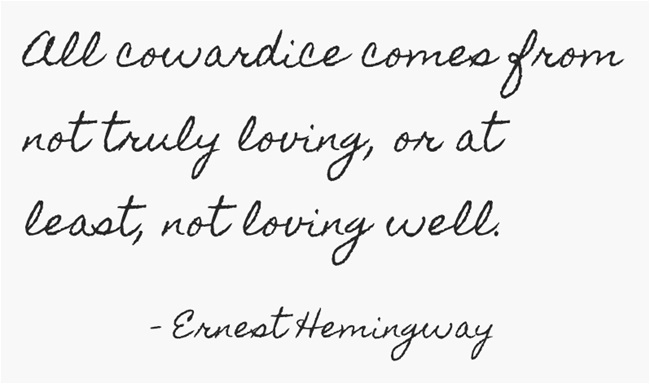 All cowardice comes from
not truly loving, or at
least, not loving well.
- Ernest Hemingway